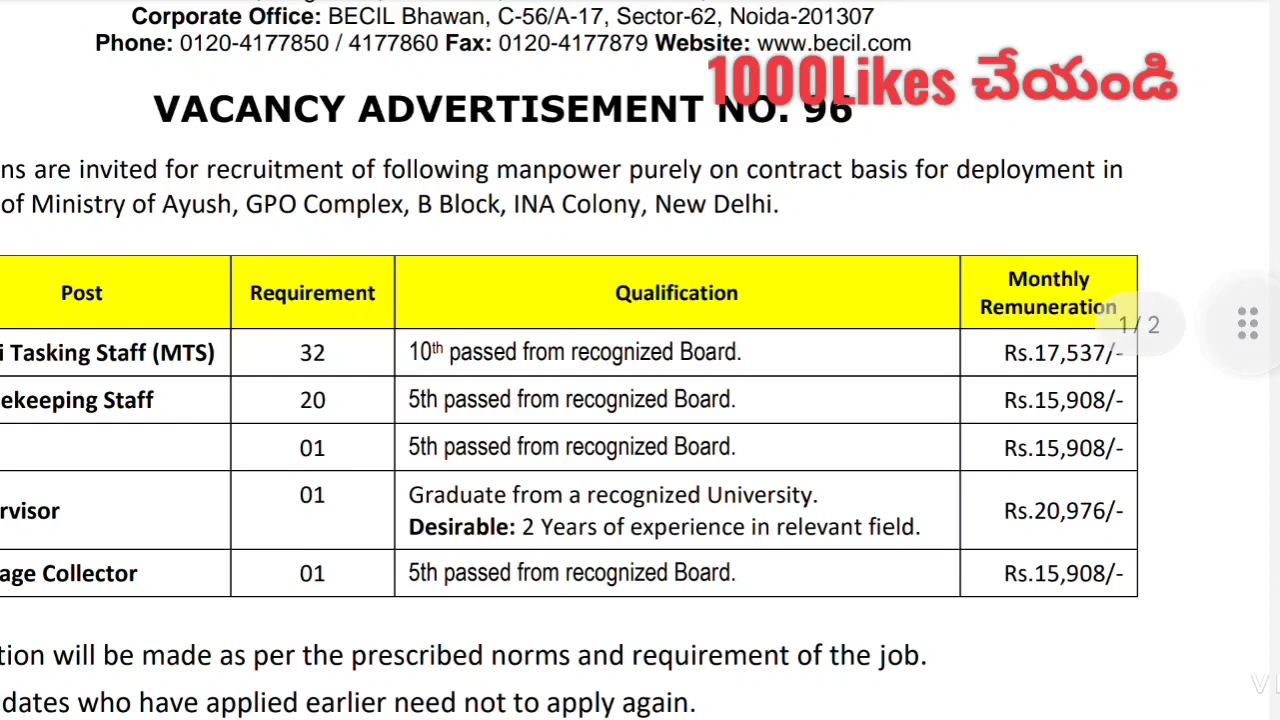 Corporate Office: BECIL Bhawan, C-56/A-17, Sector-62, Noida-201307
Phone: 0120-4177850 / 4177860 Fax: 0120-4177879 Website: www.becil.com
1000Likes చేయండి
VACANCY ADVERTISEMENT NO. 96
ns are invited for recruitment of following manpower purely on contract basis for deployment in
of Ministry of Ayush, GPO Complex, B Block, INA Colony, New Delhi.
Post Requirement Qualification Monthly Remuneration
1/2
i Tasking Staff (MTS) 32 10th passed from recognized Board. Rs.17,537/-
ekeeping Staff 20 5th passed from recognized Board. Rs.15,908/-
01 5th passed from recognized Board. Rs.15,908/-
rvisor 01 Graduate from a recognized University. Rs.20,976/-
Desirable: 2 Years of experience in relevant field.
age Collector 01 5th passed from recognized Board. Rs.15,908/-
tion will be made as per the prescribed norms and requirement of the job.
dates who have applied earlier need not to apply again.